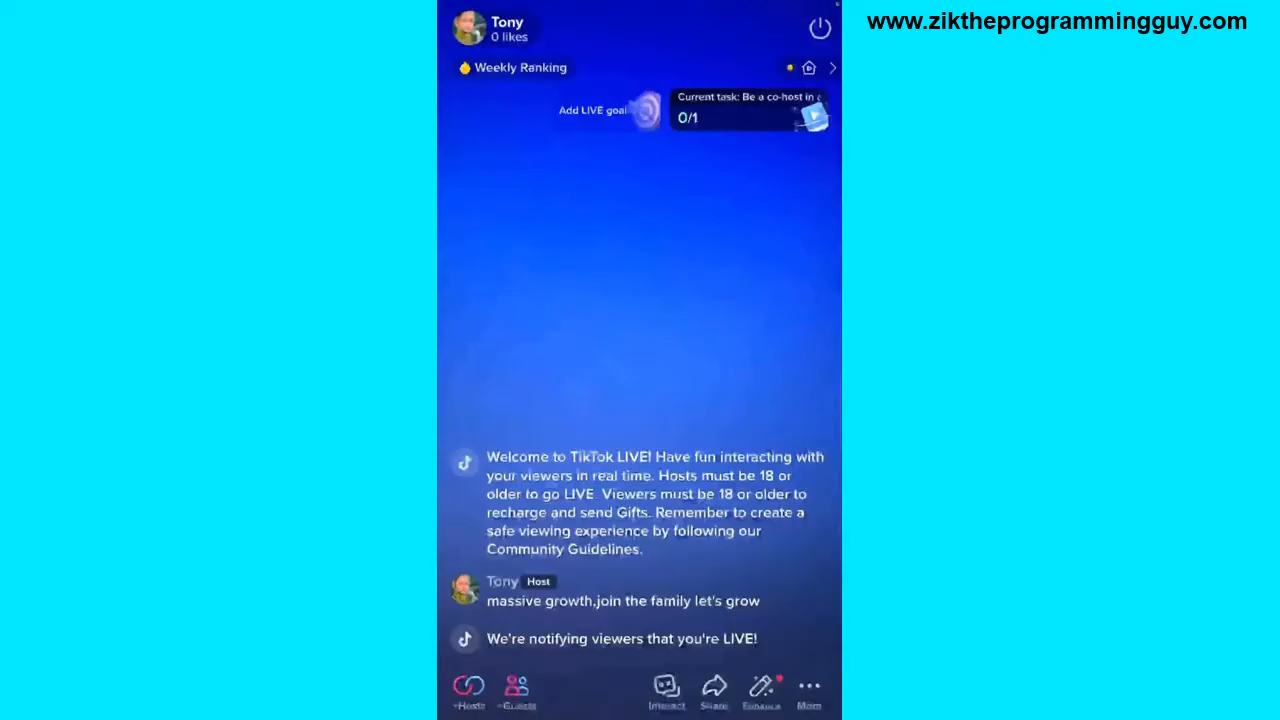 www.ziktheprogrammingguy.com
Tony
0 likes
Weekly Ranking
Add LIVE goal
Current task: Be a co-host in
0/1
Welcome to TikTok LIVE! Have fun interacting with
your viewers in real time. Hosts must be 18 or
older to go LIVE. Viewers must be 18 or older to
recharge and send Gifts. Remember to create a
safe viewing experience by following our
Community Guidelines.
Tony Host
massive growth,join the family let's grow
We're notifying viewers that you're LIVE!
+Hosts
+Guests
Interact
Share
Enhance
More